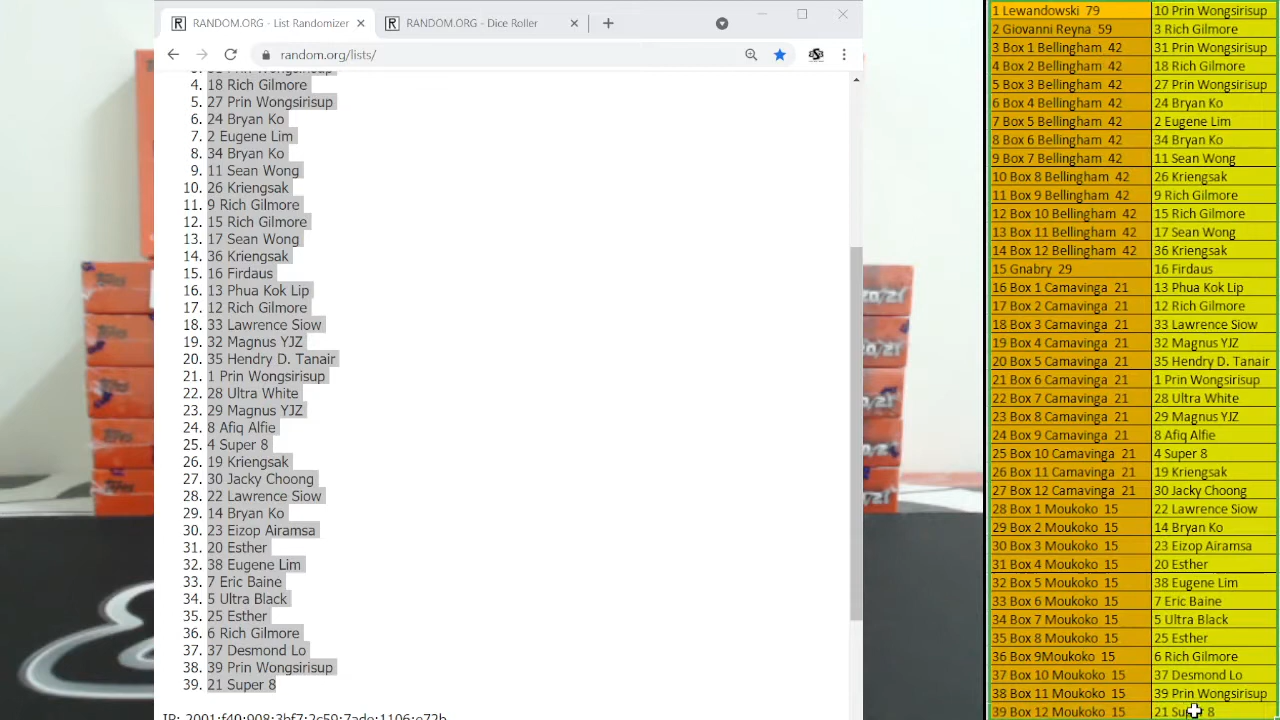 RANDOM.ORG - List Randomizer
RANDOM.ORG - Dice Roller
random.org/lists/
4. 18 Rich Gilmore
5. 27 Prin Wongsirisup
6. 24 Bryan Ko
7. 2 Eugene Lim
8. 34 Bryan Ko
9. 11 Sean Wong
10. 26 Kriengsak
11. 9 Rich Gilmore
12. 15 Rich Gilmore
13. 17 Sean Wong
14. 36 Kriengsak
15. 16 Firdaus
16. 13 Phua Kok Lip
17. 12 Rich Gilmore
18. 33 Lawrence Siow
19. 32 Magnus YJZ
20. 35 Hendry D. Tanair
21. 1 Prin Wongsirisup
22. 28 Ultra White
23. 29 Magnus YJZ
24. 8 Afiq Alfie
25. 4 Super 8
26. 19 Kriengsak
27. 30 Jacky Choong
28. 22 Lawrence Siow
29. 14 Bryan Ko
30. 23 Eizop Airamsa
31. 20 Esther
32. 38 Eugene Lim
33. 7 Eric Baine
34. 5 Ultra Black
35. 25 Esther
36. 6 Rich Gilmore
37. 37 Desmond Lo
38. 39 Prin Wongsirisup
39. 21 Super 8
1 Lewandowski 79 10 Prin Wongsirisup
2 Giovanni Reyna 59 3 Rich Gilmore
3 Box 1 Bellingham 42 31 Prin Wongsirisup
4 Box 2 Bellingham 42 18 Rich Gilmore
5 Box 3 Bellingham 42 27 Prin Wongsirisup
6 Box 4 Bellingham 42 24 Bryan Ko
7 Box 5 Bellingham 42 2 Eugene Lim
8 Box 6 Bellingham 42 34 Bryan Ko
9 Box 7 Bellingham 42 11 Sean Wong
10 Box 8 Bellingham 42 26 Kriengsak
11 Box 9 Bellingham 42 9 Rich Gilmore
12 Box 10 Bellingham 42 15 Rich Gilmore
13 Box 11 Bellingham 42 17 Sean Wong
14 Box 12 Bellingham 42 36 Kriengsak
15 Gnabry 29 16 Firdaus
16 Box 1 Camavinga 21 13 Phua Kok Lip
17 Box 2 Camavinga 21 12 Rich Gilmore
18 Box 3 Camavinga 21 33 Lawrence Siow
19 Box 4 Camavinga 21 32 Magnus YJZ
20 Box 5 Camavinga 21 35 Hendry D. Tanair
21 Box 6 Camavinga 21 1 Prin Wongsirisup
22 Box 7 Camavinga 21 28 Ultra White
23 Box 8 Camavinga 21 29 Magnus YJZ
24 Box 9 Camavinga 21 8 Afiq Alfie
25 Box 10 Camavinga 21 4 Super 8
26 Box 11 Camavinga 21 19 Kriengsak
27 Box 12 Camavinga 21 30 Jacky Choong
28 Box 1 Moukoko 15 22 Lawrence Siow
29 Box 2 Moukoko 15 14 Bryan Ko
30 Box 3 Moukoko 15 23 Eizop Airamsa
31 Box 4 Moukoko 15 20 Esther
32 Box 5 Moukoko 15 38 Eugene Lim
33 Box 6 Moukoko 15 7 Eric Baine
34 Box 7 Moukoko 15 5 Ultra Black
35 Box 8 Moukoko 15 25 Esther
36 Box 9Moukoko 15 6 Rich Gilmore
37 Box 10 Moukoko 15 37 Desmond Lo
38 Box 11 Moukoko 15 39 Prin Wongsirisup
39 Box 12 Moukoko 15 21 Super 8